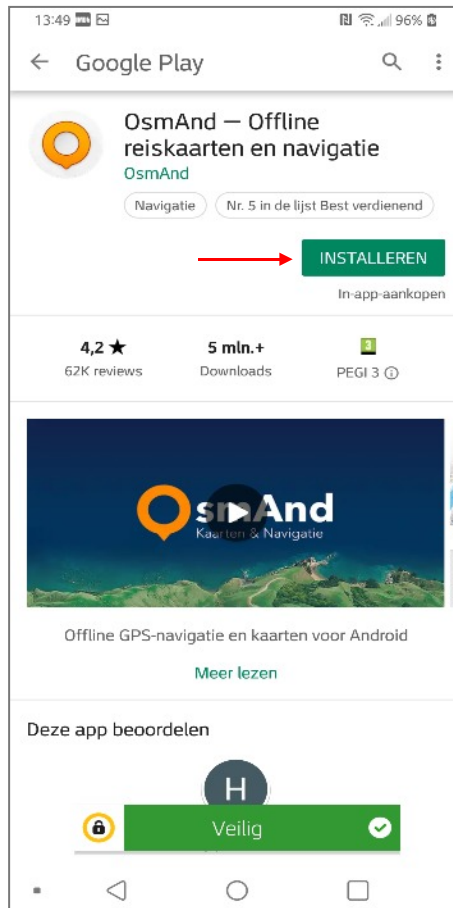 13:49 96%
Google Play
OsmAnd — Offline
reiskaarten en navigatie
OsmAnd
Navigatie Nr. 5 in de lijst Best verdienend
INSTALLEREN
In-app-aankopen
4,2 ★ 5 mln.+ 3
62K reviews Downloads PEGI 3
OsmAnd
Kaarten & Navigatie
Offline GPS-navigatie en kaarten voor Android
Meer lezen
Deze app beoordelen
H
Veilig